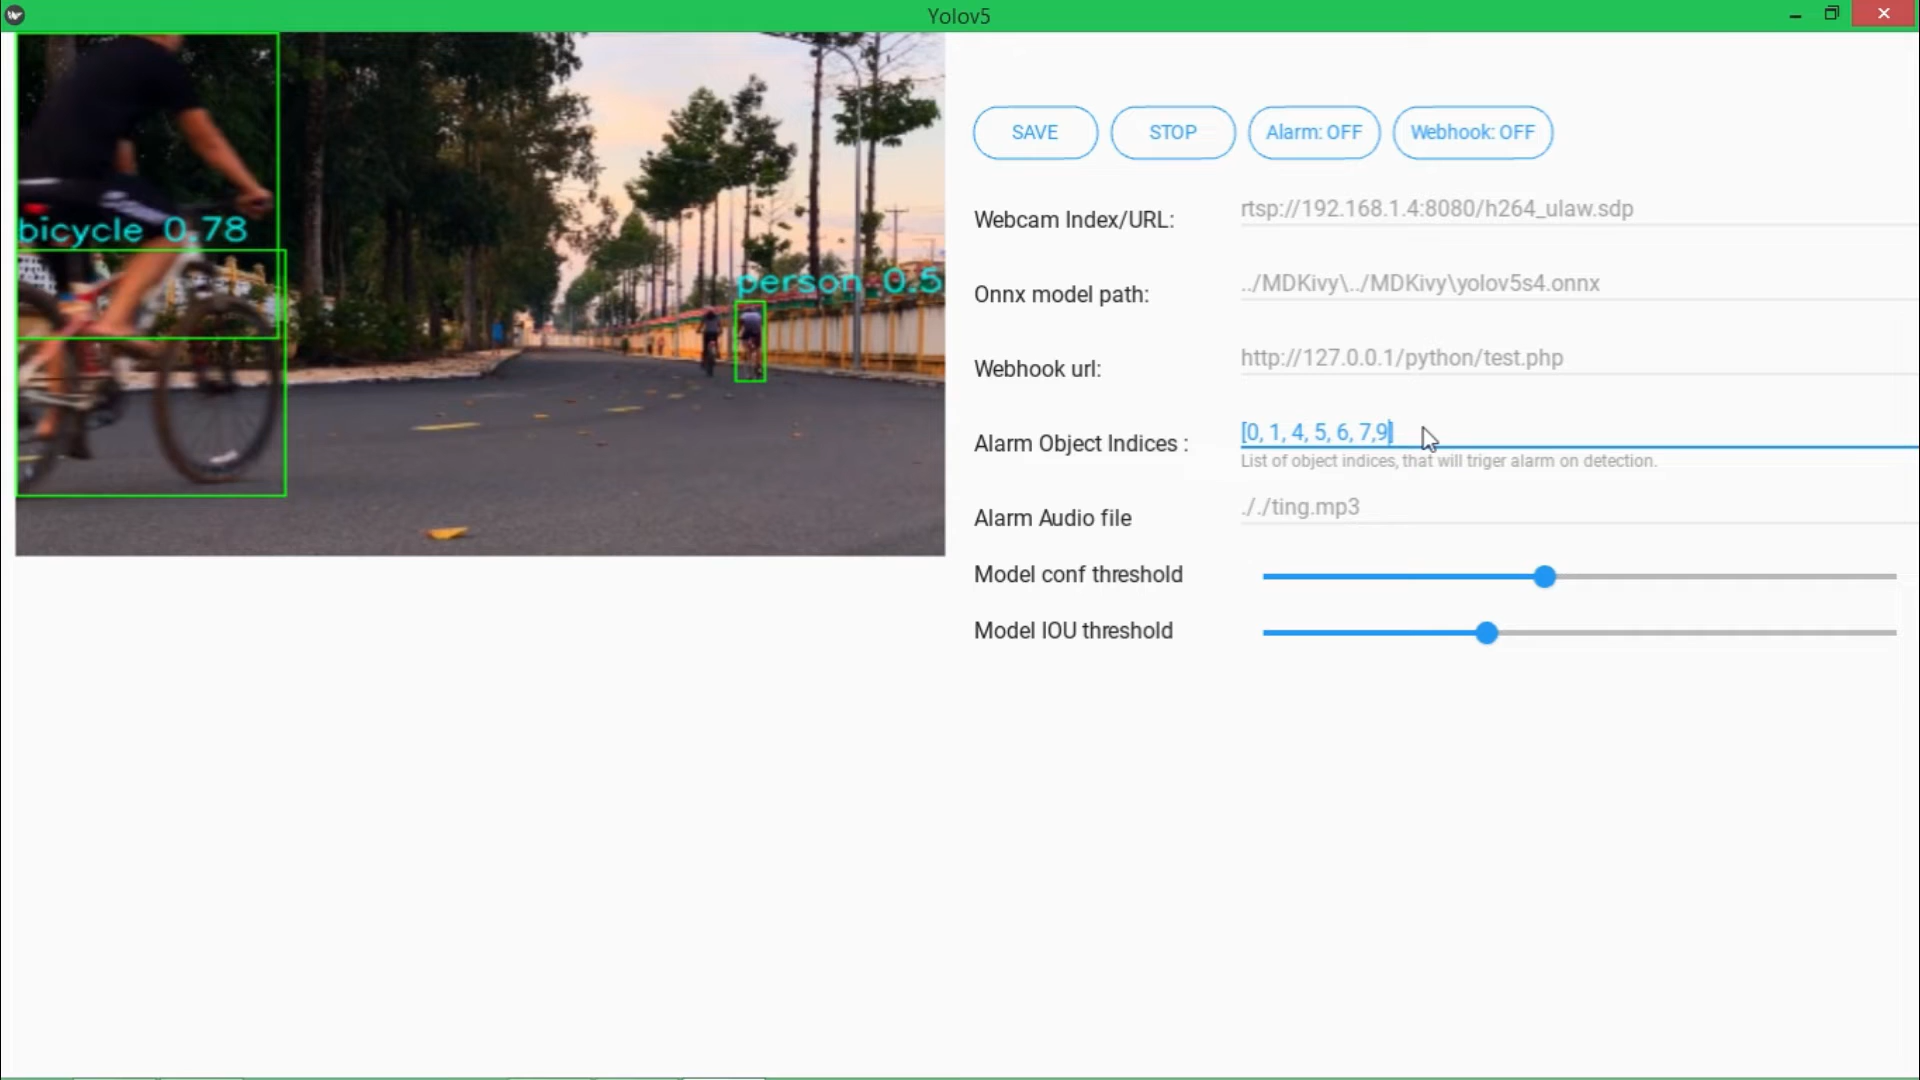 Yolov5
SAVE
STOP
Alarm: OFF
Webhook: OFF
Webcam Index/URL:
rtsp://192.168.1.4:8080/h264_ulaw.sdp
Onnx model path:
../MDKivy\../MDKivy\yolov5s4.onnx
Webhook url:
http://127.0.0.1/python/test.php
Alarm Object Indices :
[0, 1, 4, 5, 6, 7,9]
List of object indices, that will triger alarm on detection.
Alarm Audio file
././ting.mp3
Model conf threshold
Model IOU threshold
bicycle 0.78
person 0.5